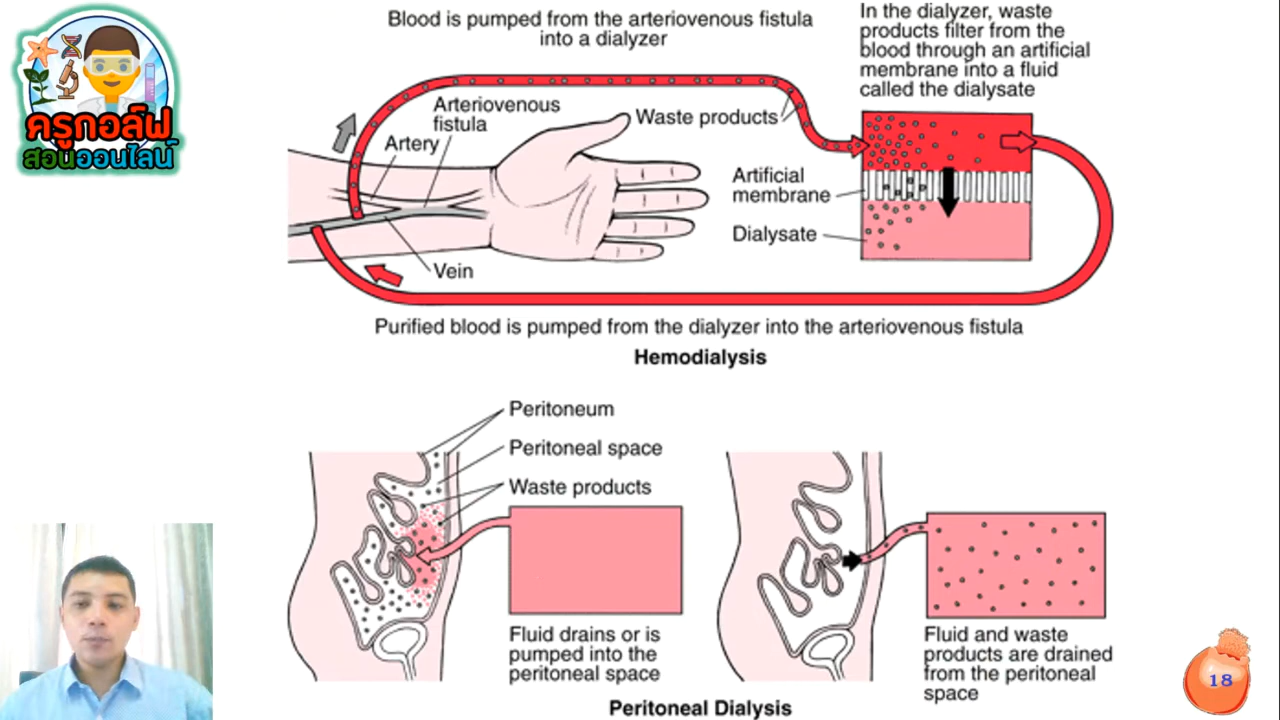 ครูกอล์ฟ
สอนออนไลน์
Blood is pumped from the arteriovenous fistula
into a dialyzer
In the dialyzer, waste
products filter from the
blood through an artificial
membrane into a fluid
called the dialysate
Arteriovenous
fistula
Artery
Waste products
Artificial
membrane
Dialysate
Vein
Purified blood is pumped from the dialyzer into the arteriovenous fistula
Hemodialysis
Peritoneum
Peritoneal space
Waste products
Fluid drains or is
pumped into the
peritoneal space
Fluid and waste
products are drained
from the peritoneal
space
Peritoneal Dialysis
18